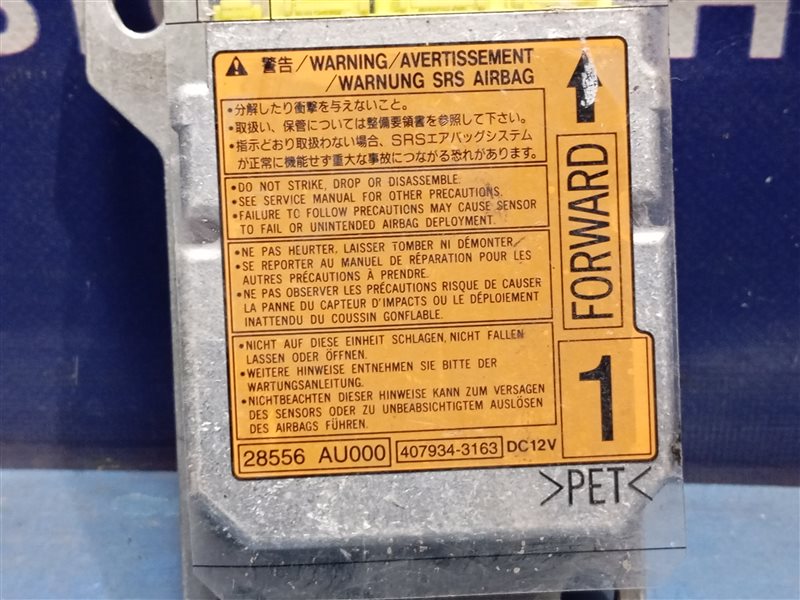 警告/WARNING/AVERTISSEMENT
/WARNUNG SRS AIRBAG
•分解したり衝撃を与えないこと。
•取扱い、保管については整備要領書を参照して下さい。
•指示どおり取扱わない場合、SRSエアバッグシステム
が正常に機能せず重大な事故につながる恐れがあります。
•DO NOT STRIKE, DROP OR DISASSEMBLE.
•SEE SERVICE MANUAL FOR OTHER PRECAUTIONS.
•FAILURE TO FOLLOW PRECAUTIONS MAY CAUSE SENSOR
TO FAIL OR UNINTENDED AIRBAG DEPLOYMENT.
•NE PAS HEURTER, LAISSER TOMBER NI DÉMONTER.
•SE REPORTER AU MANUEL DE RÉPARATION POUR LES
AUTRES PRÉCAUTIONS À PRENDRE.
•NE PAS OBSERVER LES PRÉCAUTIONS RISQUE DE CAUSER
LA PANNE DU CAPTEUR D'IMPACTS OU LE DÉPLOIEMENT
INATTENDU DU COUSSIN GONFLABLE.
•NICHT AUF DIESE EINHEIT SCHLAGEN, NICHT FALLEN
LASSEN ODER ÖFFNEN.
•WEITERE HINWEISE ENTNEHMEN SIE BITTE DER
WARTUNGSANLEITUNG.
•NICHTBEACHTEN DIESER HINWEISE KANN ZUM VERSAGEN
DES SENSORS ODER ZU UNBEABSICHTIGTEM AUSLÖSEN
DES AIRBAGS FÜHREN.
28556 AU000 407934-3163 DC12V
FORWARD
1
>PET<